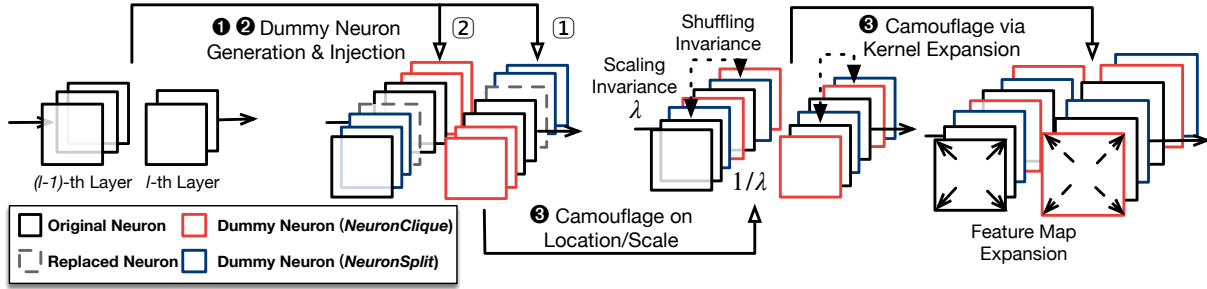 ❶ ❷ Dummy Neuron
Generation & Injection
2
1
(l-1)-th Layer
l-th Layer
Shuffling
Invariance
Scaling
Invariance
λ
1/λ
❸ Camouflage on
Location/Scale
❸ Camouflage via
Kernel Expansion
Feature Map
Expansion
Original Neuron
Dummy Neuron (NeuronClique)
Replaced Neuron
Dummy Neuron (NeuronSplit)